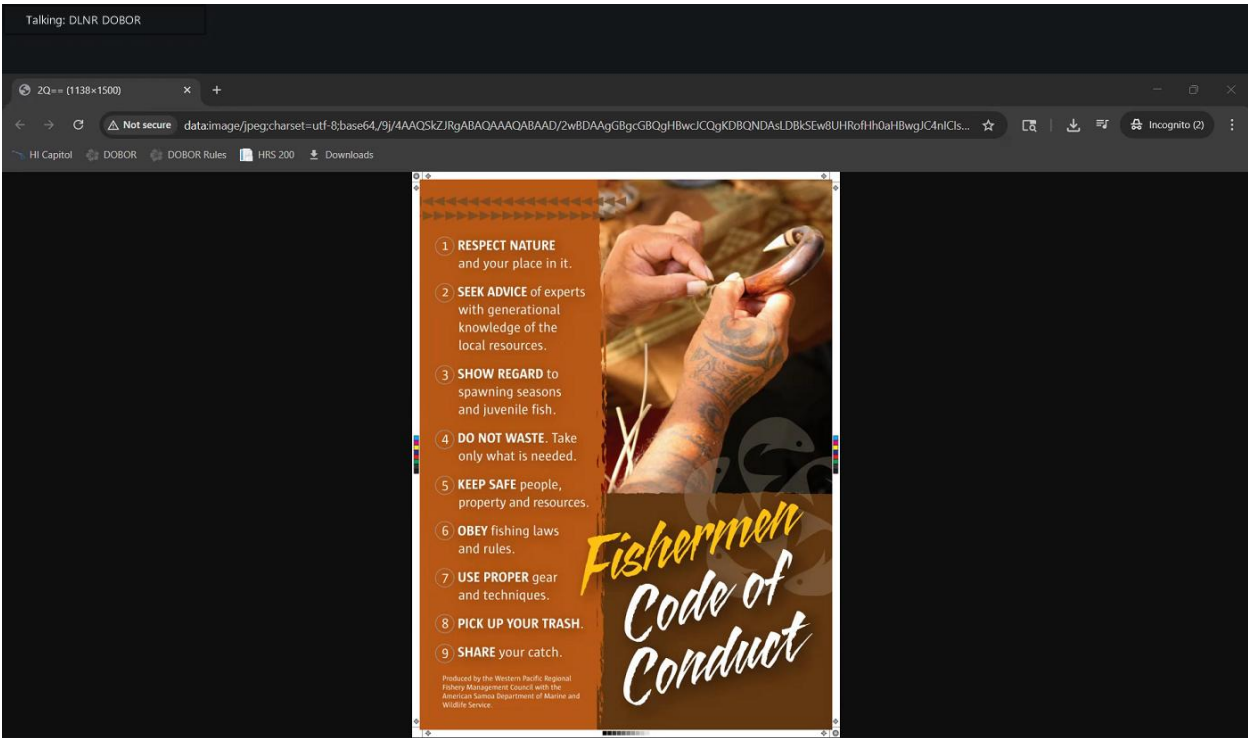 Talking: DLNR DOBOR
2Q== (1138×1500)
Not secure
data:image/jpeg;charset=utf-8;base64,/9j/4AAQSkZJRgABAQAAAQABAAD/2wBDAAgGBgcGBQgHBwcJCQgKDBQNDAsLDBkSEw8UHRofHh0aHBwgJC4nICIs...
Incognito (2)
HI Capitol
DOBOR
DOBOR Rules
HRS 200
Downloads
1 RESPECT NATURE
and your place in it.
2 SEEK ADVICE of experts
with generational
knowledge of the
local resources.
3 SHOW REGARD to
spawning seasons
and juvenile fish.
4 DO NOT WASTE. Take
only what is needed.
5 KEEP SAFE people,
property and resources.
6 OBEY fishing laws
and rules.
7 USE PROPER gear
and techniques.
8 PICK UP YOUR TRASH.
9 SHARE your catch.
Produced by the Western Pacific Regional
Fishery Management Council with the
American Samoa Department of Marine and
Wildlife Service.
Fishermen
Code of
Conduct